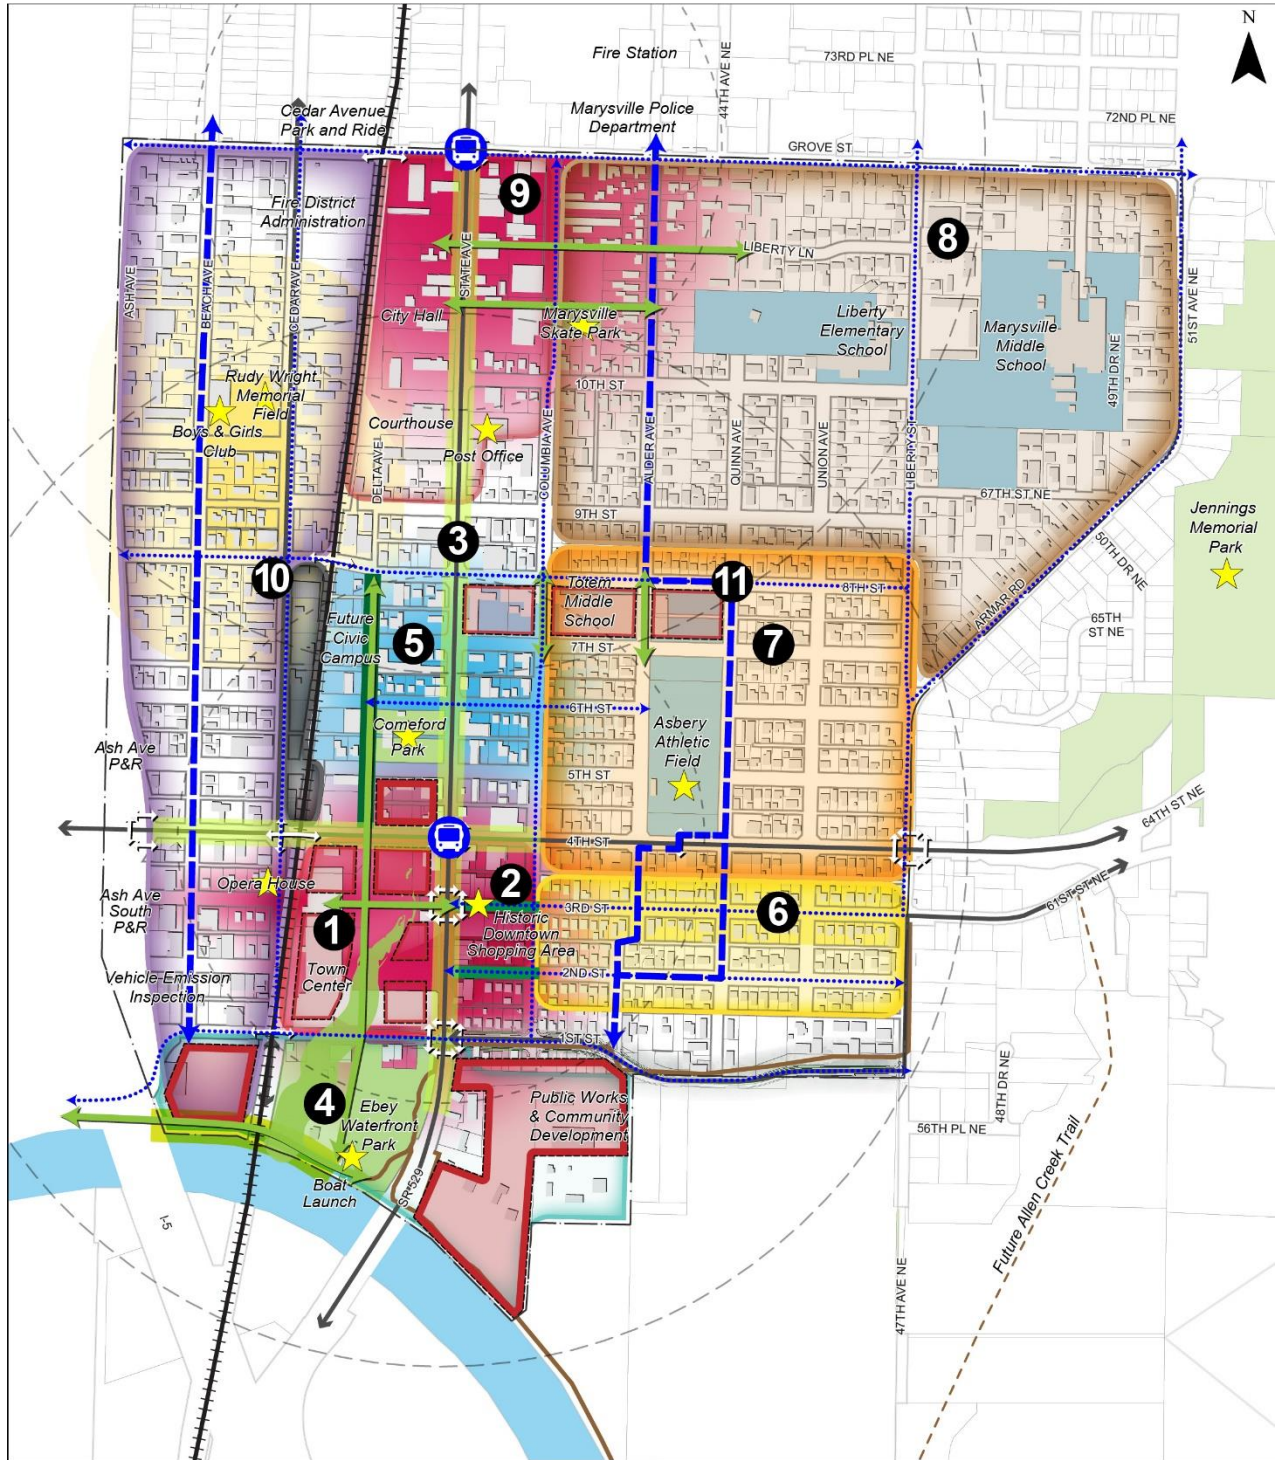 N
Fire Station
44TH AVE NE
73RD PL NE
Cedar Avenue
Park and Ride
Marysville Police
Department
72ND PL NE
GROVE ST
9
Fire District
Administration
8
ASH AVE
BEACH AVE
CEDAR AVE
STATE AVE
LIBERTY LN
51ST AVE NE
City Hall
Marysville
Skate Park
Liberty
Elementary
School
Marysville
Middle
School
49TH DR NE
Rudy Wright
Memorial
Field
10TH ST
Boys & Girls
Club
Courthouse
Post Office
DELTA AVE
COLUMBIA AVE
ALDER AVE
QUINN AVE
UNION AVE
LIBERTY ST
67TH ST NE
9TH ST
Jennings
Memorial
Park
50TH DR NE
3
10
11
Totem
Middle
School
8TH ST
ARMAR RD
65TH
ST NE
Future
Civic
Campus
5
7TH ST
7
6TH ST
Comeford
Park
Asbery
Athletic
Field
Ash Ave
P&R
5TH ST
64TH ST NE
4TH ST
Opera House
2
61ST ST NE
Ash Ave
South
P&R
1
3RD ST
6
Historic
Downtown
Shopping Area
Town
Center
2ND ST
Vehicle Emission
Inspection
1ST ST
4
Ebey
Waterfront
Park
Public Works
& Community
Development
48TH DR NE
56TH PL NE
Boat
Launch
SR 529
I-5
Future Allen Creek Trail
47TH AVE NE